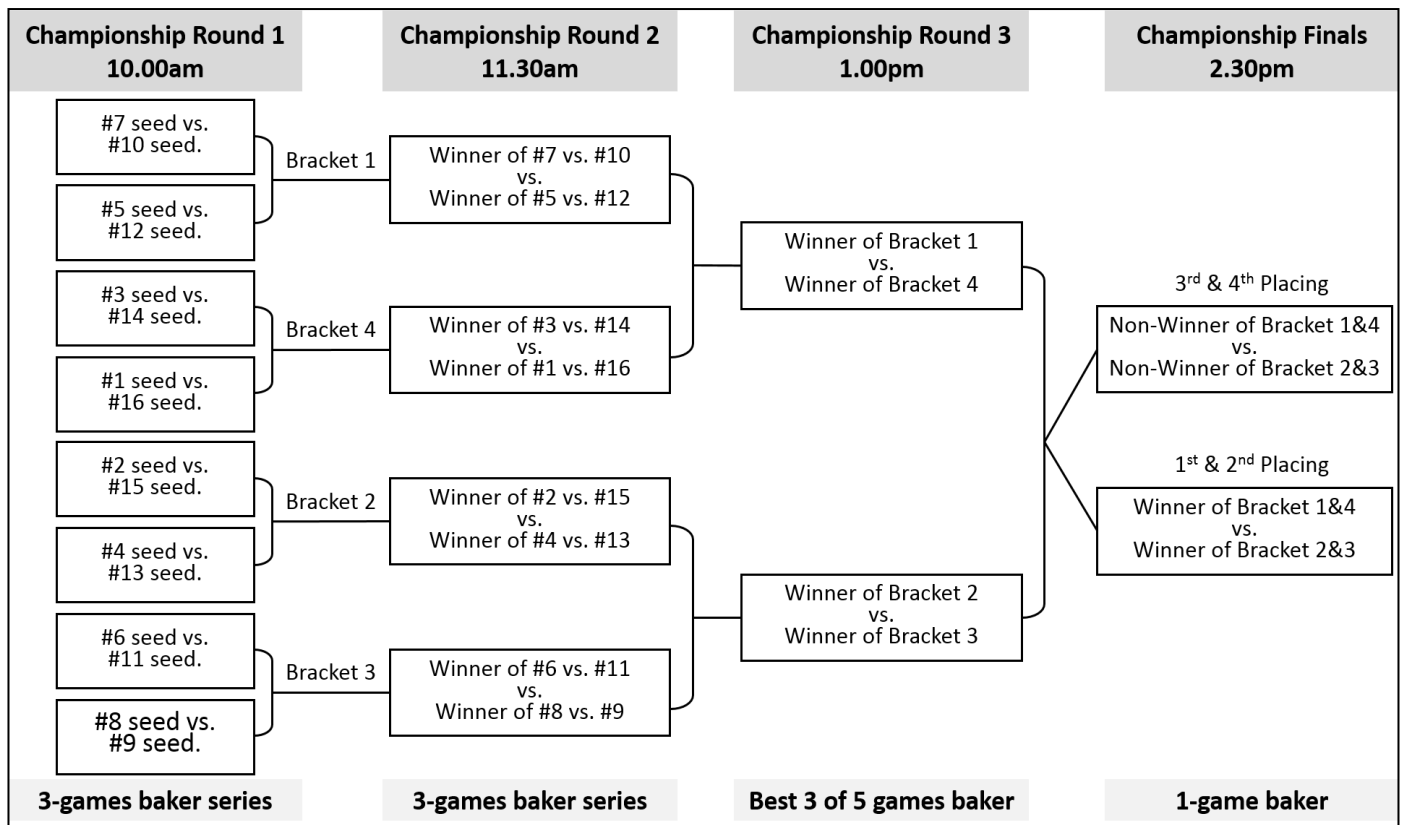 Championship Round 1
10.00am
Championship Round 2
11.30am
Championship Round 3
1.00pm
Championship Finals
2.30pm
#7 seed vs.
#10 seed.
#5 seed vs.
#12 seed.
#3 seed vs.
#14 seed.
#1 seed vs.
#16 seed.
#2 seed vs.
#15 seed.
#4 seed vs.
#13 seed.
#6 seed vs.
#11 seed.
#8 seed vs.
#9 seed.
Bracket 1
Bracket 4
Bracket 2
Bracket 3
Winner of #7 vs. #10
vs.
Winner of #5 vs. #12
Winner of #3 vs. #14
vs.
Winner of #1 vs. #16
Winner of #2 vs. #15
vs.
Winner of #4 vs. #13
Winner of #6 vs. #11
vs.
Winner of #8 vs. #9
Winner of Bracket 1
vs.
Winner of Bracket 4
Winner of Bracket 2
vs.
Winner of Bracket 3
3rd & 4th Placing
Non-Winner of Bracket 1&4
vs.
Non-Winner of Bracket 2&3
1st & 2nd Placing
Winner of Bracket 1&4
vs.
Winner of Bracket 2&3
3-games baker series
3-games baker series
Best 3 of 5 games baker
1-game baker